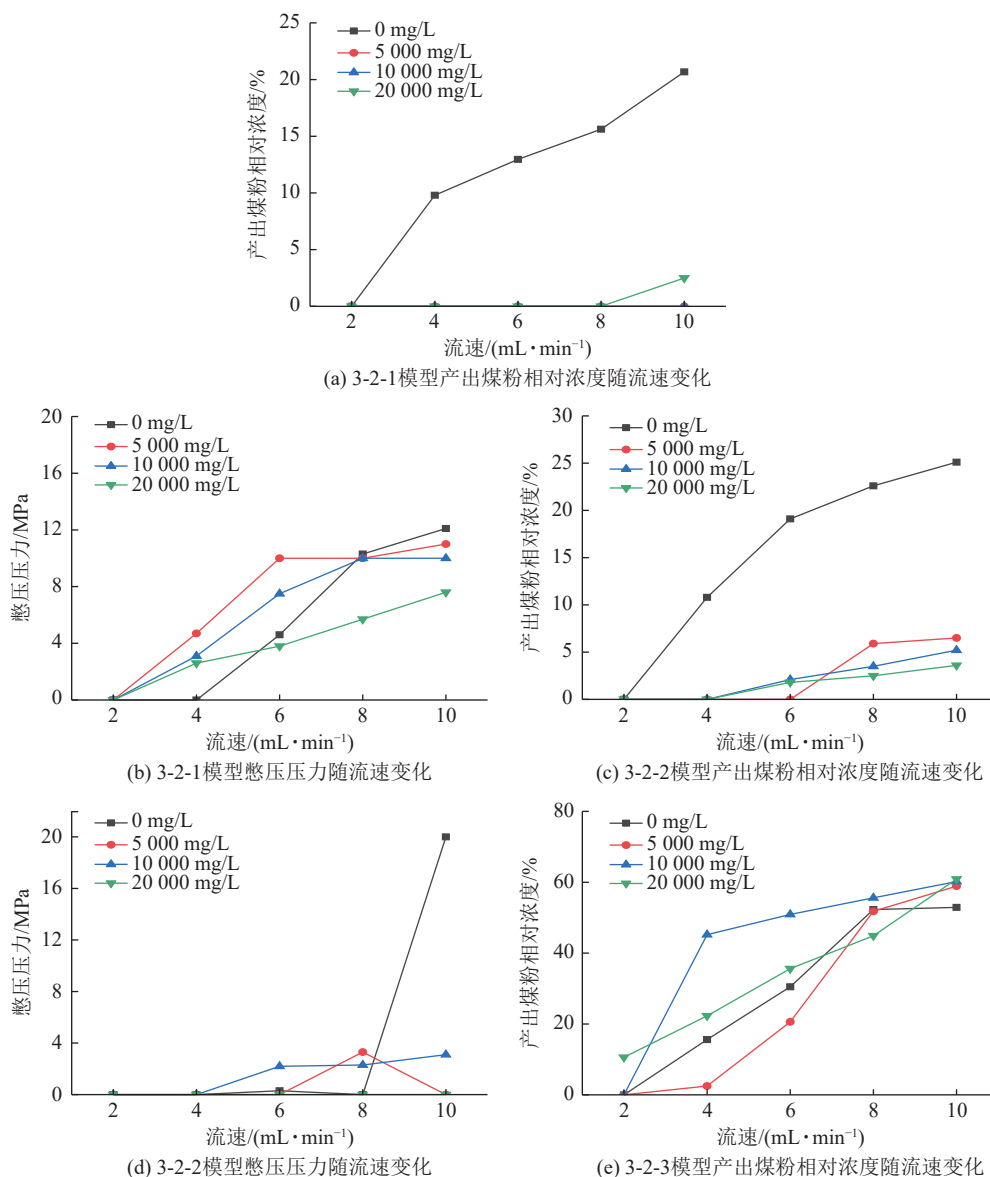 25
20
15
10
5
0
产出煤粉相对浓度/%
0 mg/L
5 000 mg/L
10 000 mg/L
20 000 mg/L
2 4 6 8 10
流速/(mL·min⁻¹)
(a) 3-2-1模型产出煤粉相对浓度随流速变化
20
16
12
8
4
0
憋压压力/MPa
0 mg/L
5 000 mg/L
10 000 mg/L
20 000 mg/L
2 4 6 8 10
流速/(mL·min⁻¹)
(b) 3-2-1模型憋压压力随流速变化
30
25
20
15
10
5
0
产出煤粉相对浓度/%
0 mg/L
5 000 mg/L
10 000 mg/L
20 000 mg/L
2 4 6 8 10
流速/(mL·min⁻¹)
(c) 3-2-2模型产出煤粉相对浓度随流速变化
20
16
12
8
4
0
憋压压力/MPa
0 mg/L
5 000 mg/L
10 000 mg/L
20 000 mg/L
2 4 6 8 10
流速/(mL·min⁻¹)
(d) 3-2-2模型憋压压力随流速变化
80
60
40
20
0
产出煤粉相对浓度/%
0 mg/L
5 000 mg/L
10 000 mg/L
20 000 mg/L
2 4 6 8 10
流速/(mL·min⁻¹)
(e) 3-2-3模型产出煤粉相对浓度随流速变化